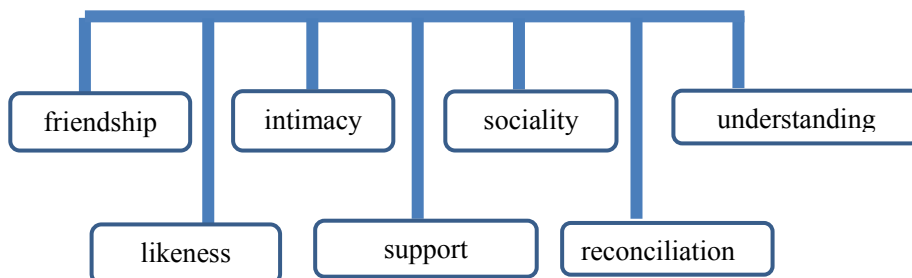 friendship
intimacy
sociality
understanding
likeness
support
reconciliation